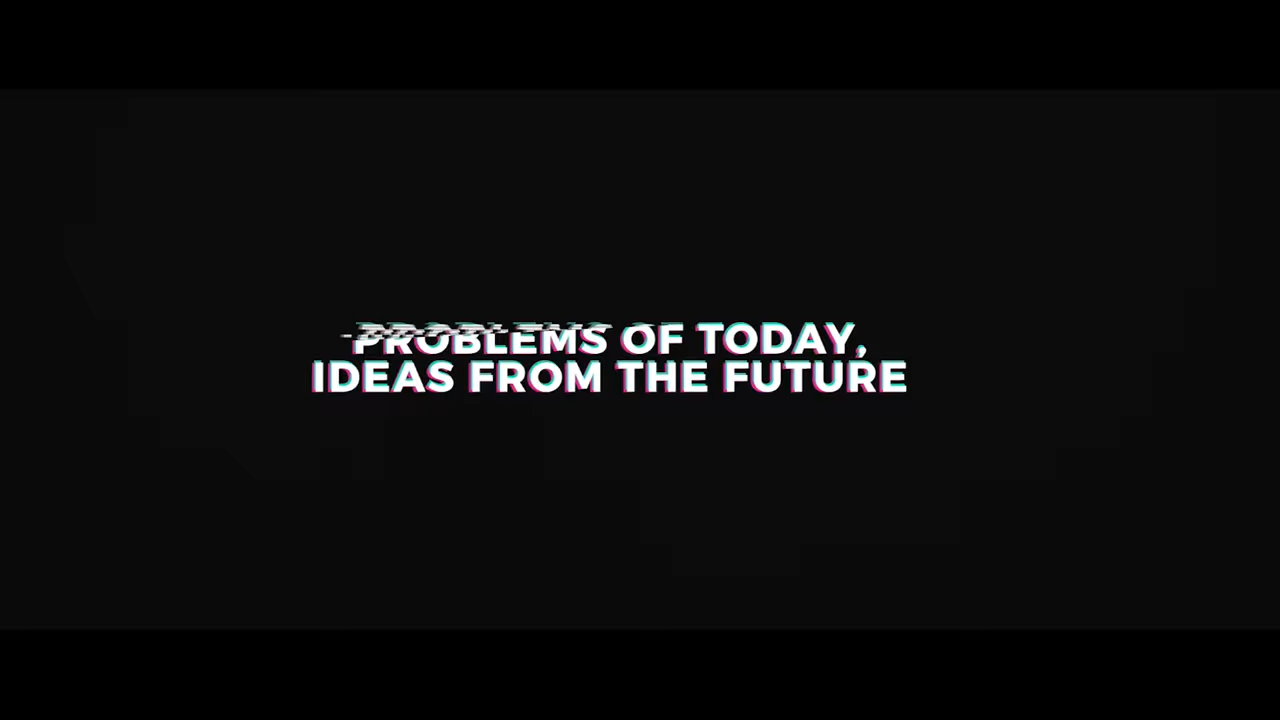 PROBLEMS OF TODAY,
IDEAS FROM THE FUTURE